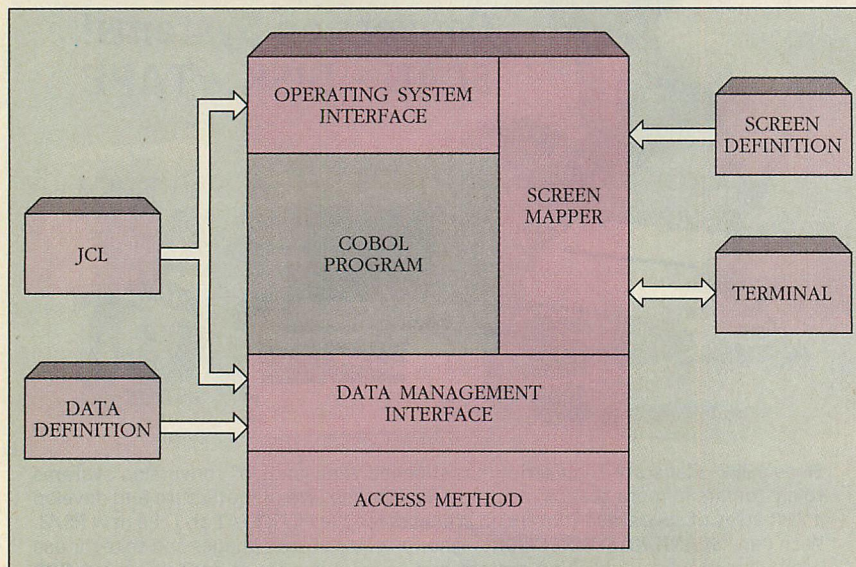 OPERATING SYSTEM
INTERFACE
SCREEN
DEFINITION
SCREEN
MAPPER
COBOL
PROGRAM
JCL
TERMINAL
DATA MANAGEMENT
INTERFACE
DATA
DEFINITION
ACCESS METHOD